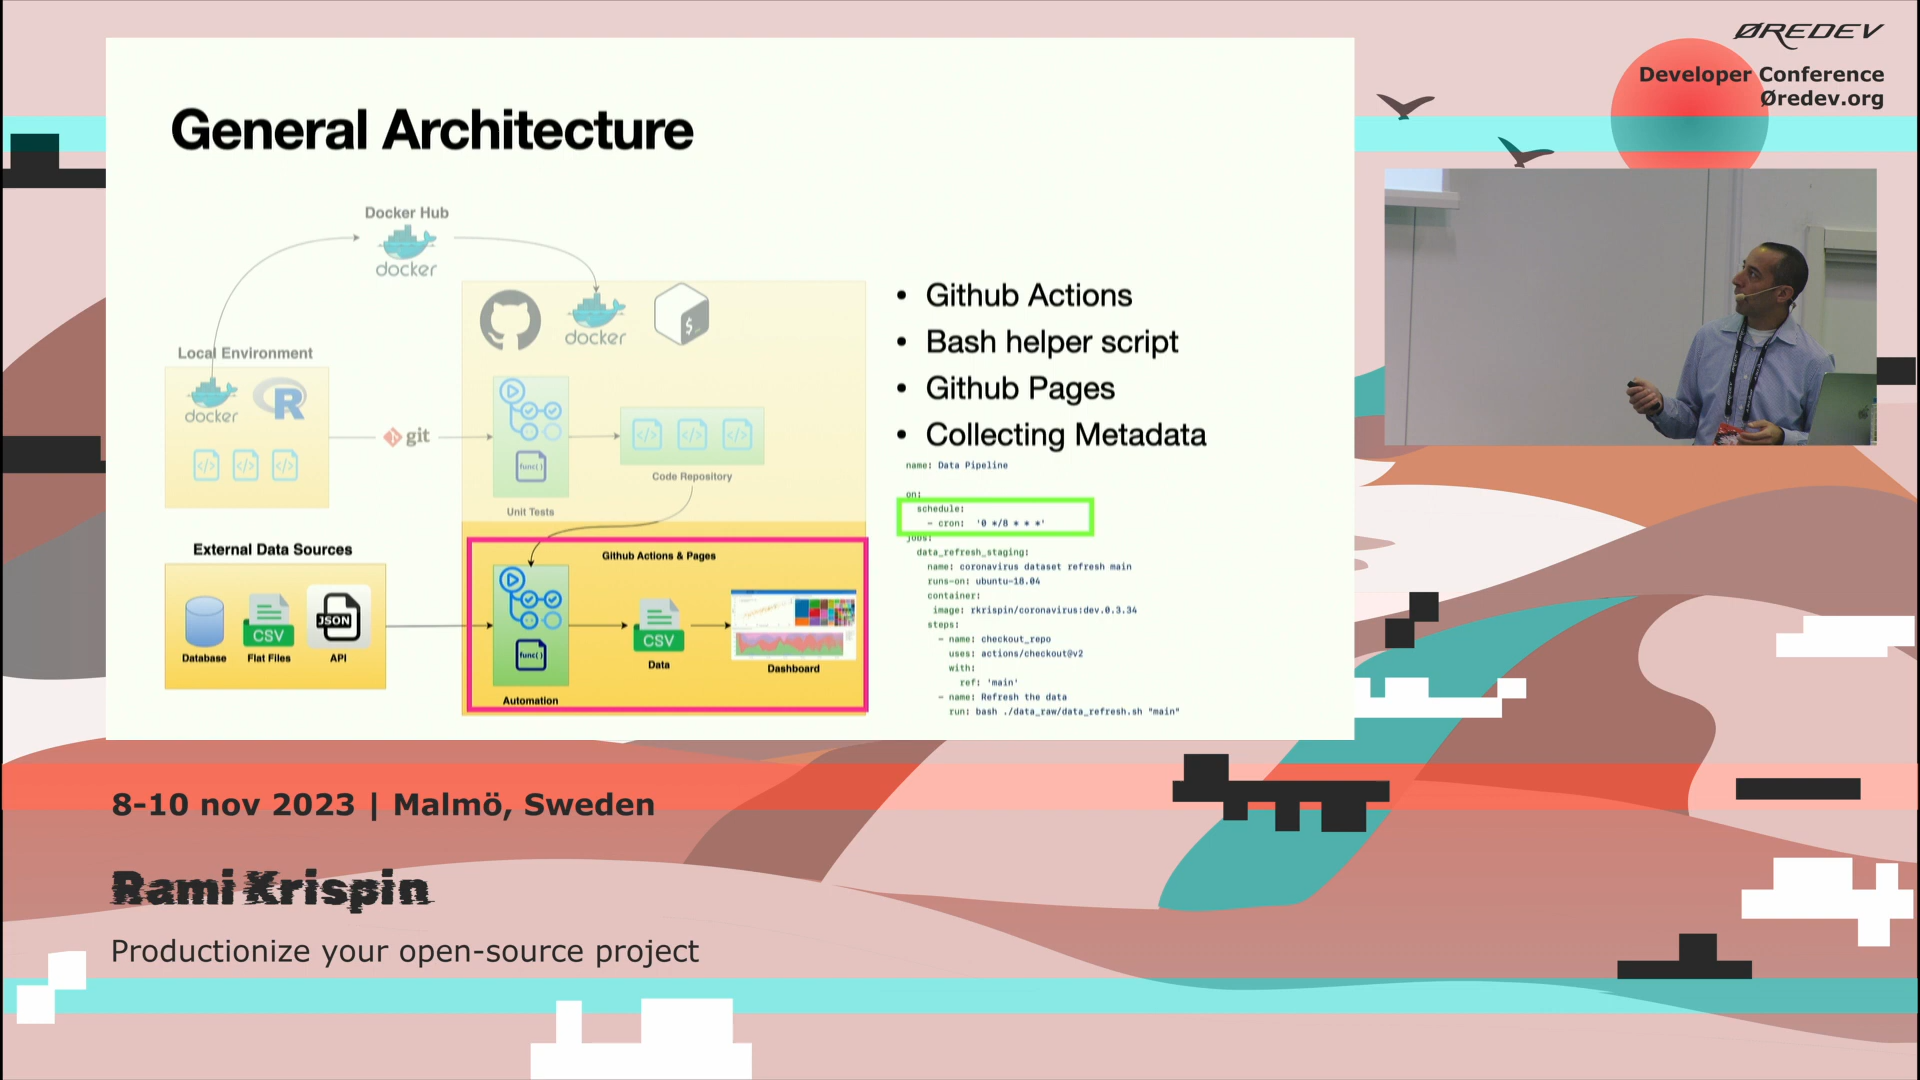 ØREDEV
Developer Conference
Øredev.org
General Architecture
Docker Hub
docker
docker
$_
Local Environment
docker
R
git
Code Repository
func()
Unit Tests
• Github Actions
• Bash helper script
• Github Pages
• Collecting Metadata
name: Data Pipeline
on:
schedule:
- cron: '0 */8 * * *'
jobs:
data_refresh_staging:
name: coronavirus dataset refresh main
runs-on: ubuntu-18.04
container:
image: rkrispin/coronavirus:dev.0.3.34
steps:
- name: checkout_repo
uses: actions/checkout@v2
with:
ref: 'main'
- name: Refresh the data
run: bash ./data_raw/data_refresh.sh "main"
External Data Sources
CSV
JSON
Database
Flat Files
API
Github Actions & Pages
func()
Automation
CSV
Data
Dashboard
8-10 nov 2023 | Malmö, Sweden
Rami Krispin
Productionize your open-source project